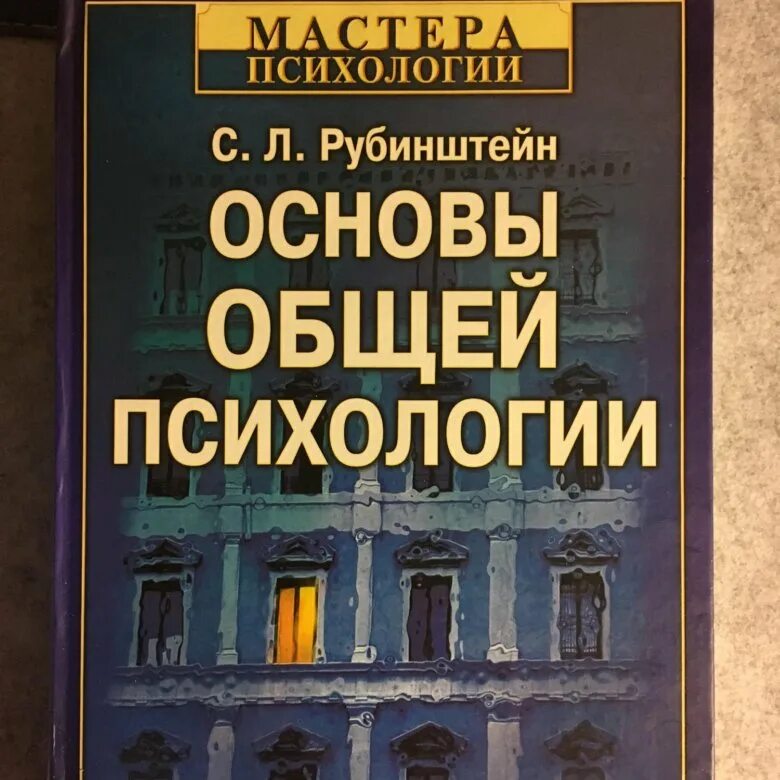 МАСТЕРА
ПСИХОЛОГИИ
С. Л. Рубинштейн
ОСНОВЫ
ОБЩЕЙ
ПСИХОЛОГИИ